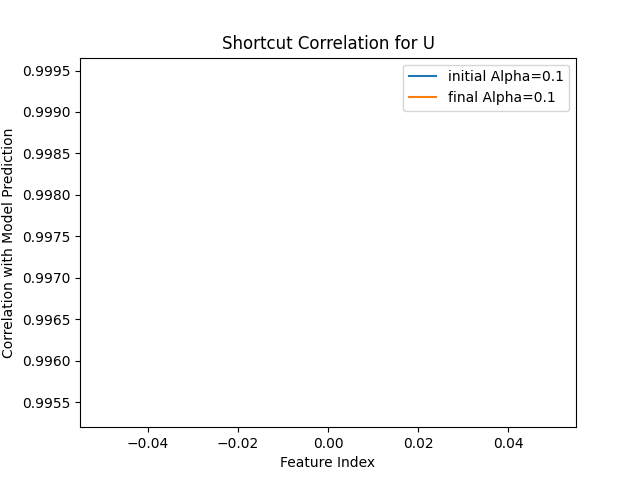 Shortcut Correlation for U
initial Alpha=0.1
final Alpha=0.1
Correlation with Model Prediction
0.9995
0.9990
0.9985
0.9980
0.9975
0.9970
0.9965
0.9960
0.9955
−0.04
−0.02
0.00
0.02
0.04
Feature Index